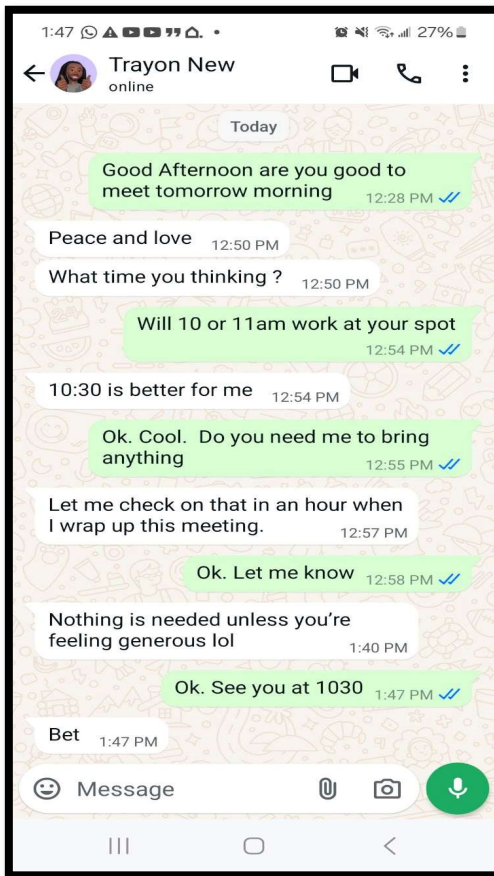 1:47
27%
Trayon New
online
Today
Good Afternoon are you good to
meet tomorrow morning 12:28 PM
Peace and love 12:50 PM
What time you thinking ? 12:50 PM
Will 10 or 11am work at your spot
12:54 PM
10:30 is better for me 12:54 PM
Ok. Cool.  Do you need me to bring
anything 12:55 PM
Let me check on that in an hour when
I wrap up this meeting. 12:57 PM
Ok. Let me know 12:58 PM
Nothing is needed unless you’re
feeling generous lol 1:40 PM
Ok. See you at 1030 1:47 PM
Bet 1:47 PM
Message